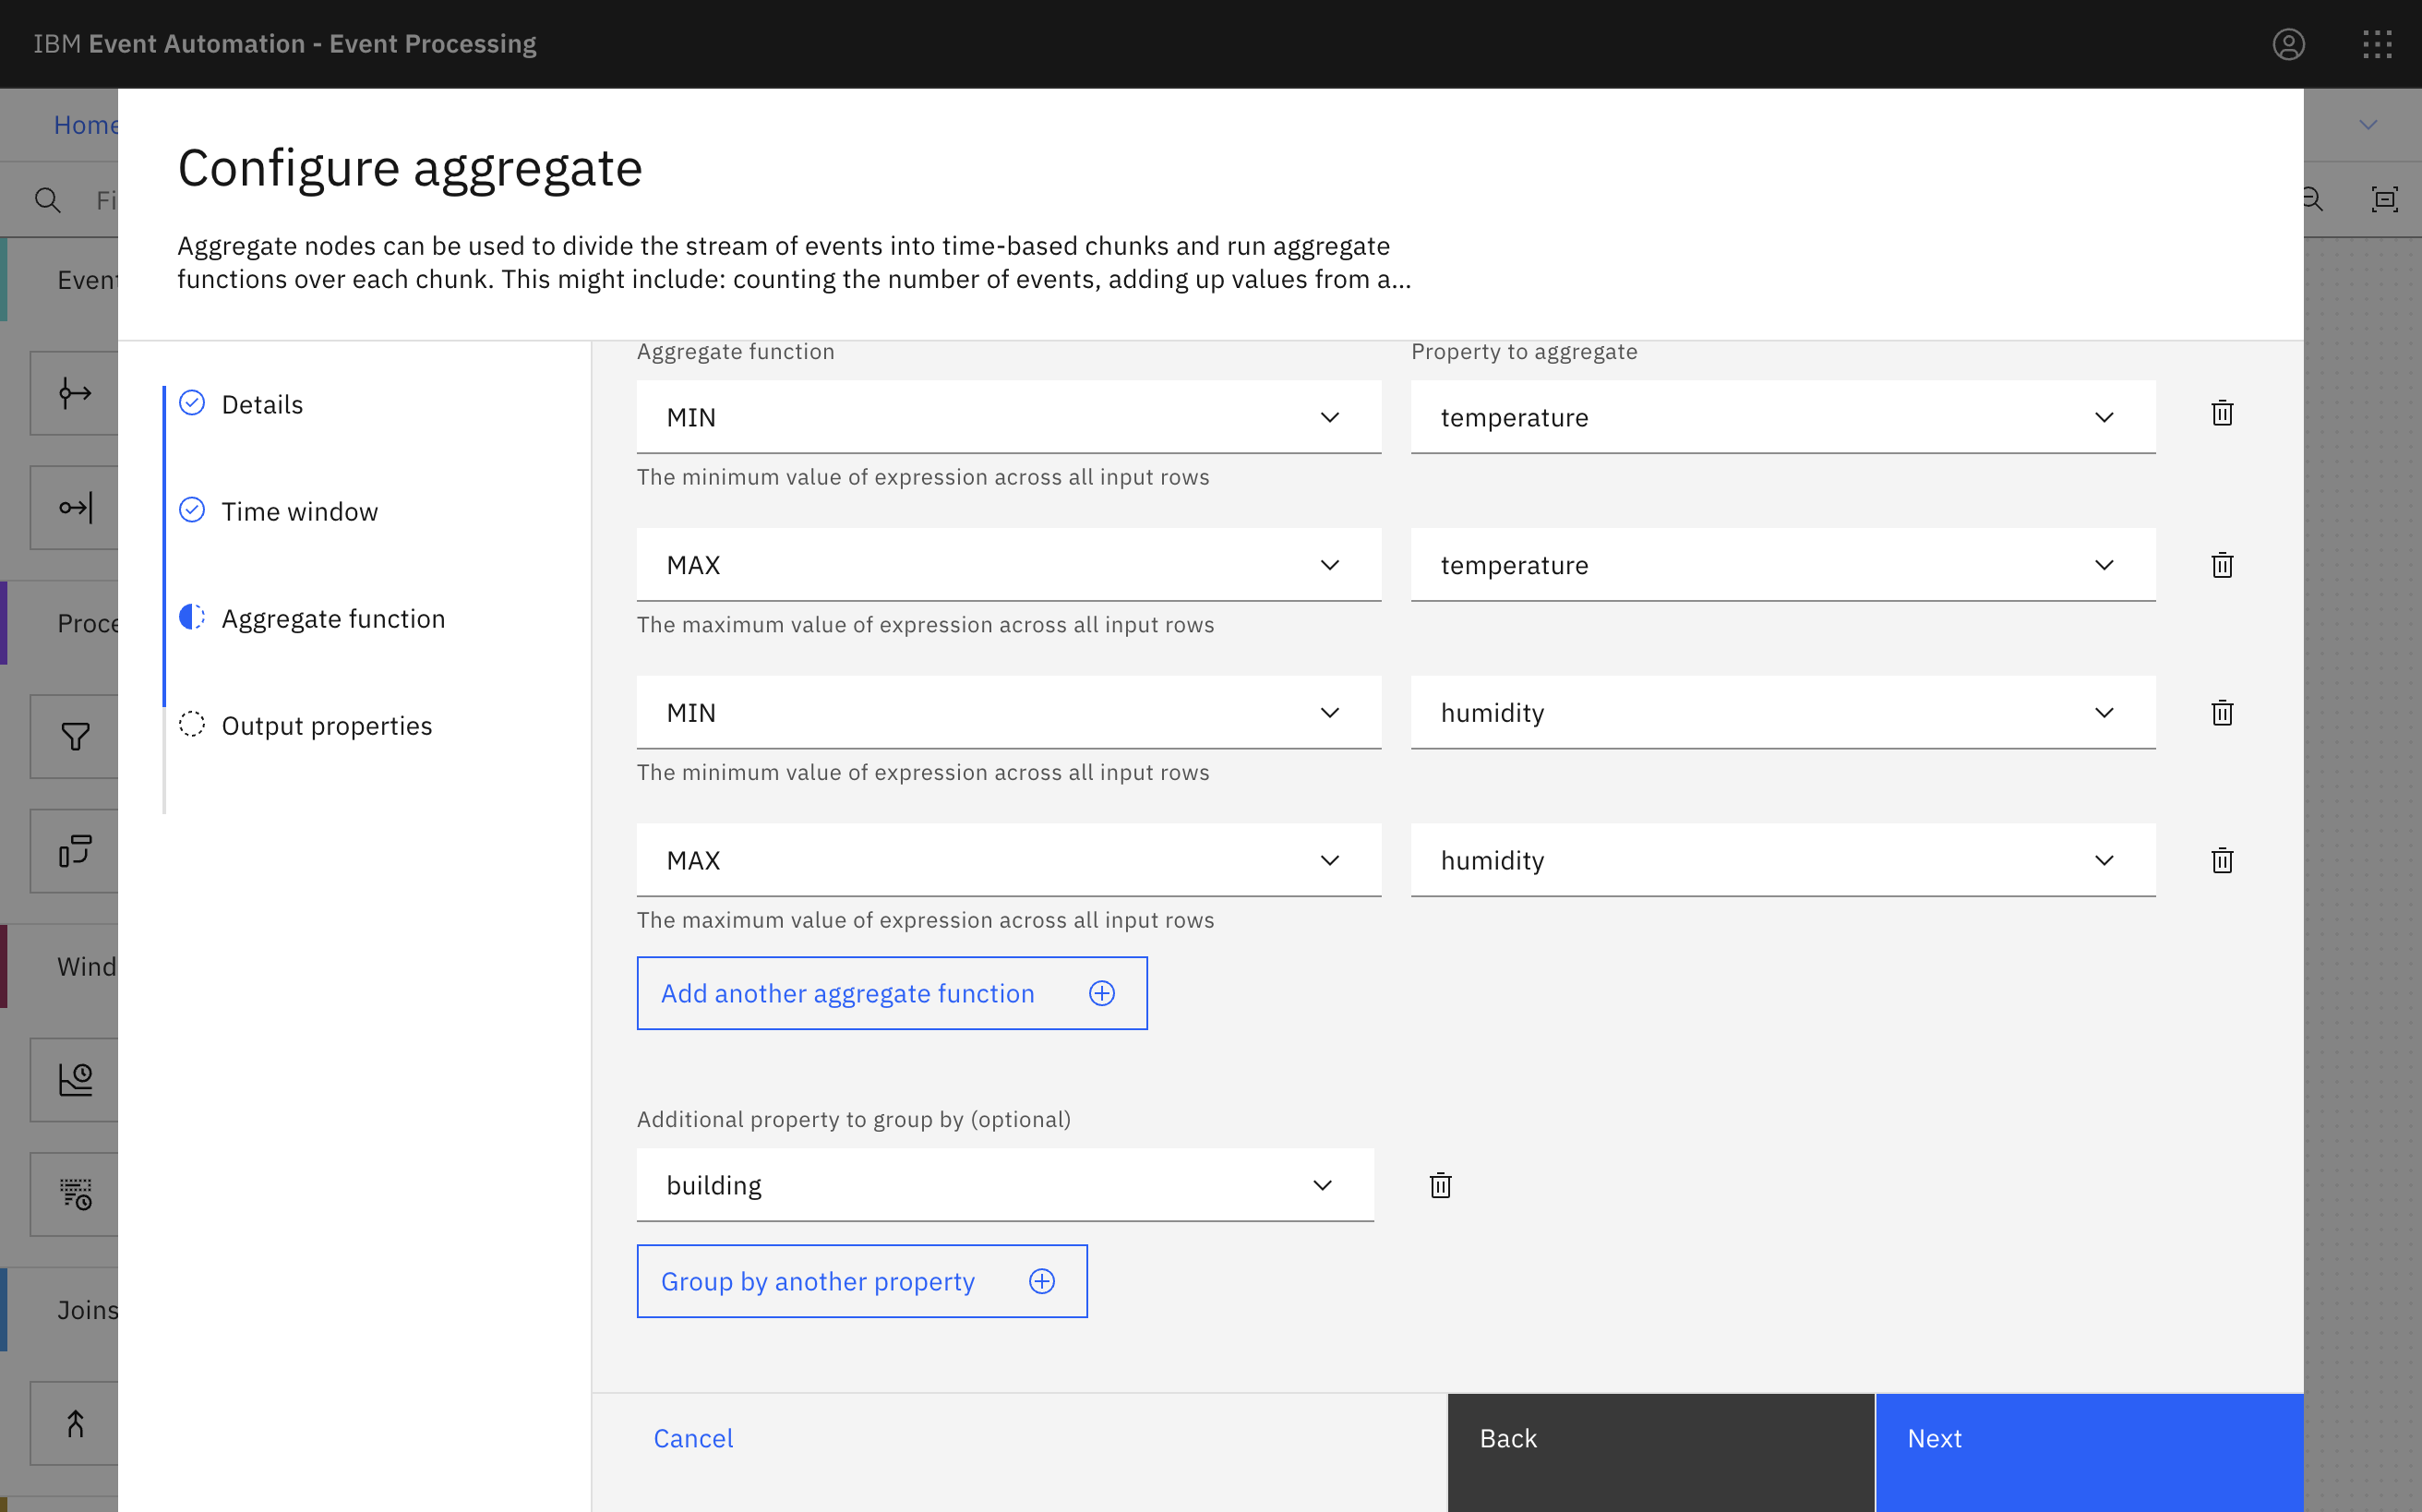 IBM Event Automation - Event Processing
Home
Configure aggregate
Fi
Aggregate nodes can be used to divide the stream of events into time-based chunks and run aggregate
functions over each chunk. This might include: counting the number of events, adding up values from a...
Event
Proce
Wind
Joins
Details
Time window
Aggregate function
Output properties
Aggregate function
Property to aggregate
MIN
temperature
The minimum value of expression across all input rows
MAX
temperature
The maximum value of expression across all input rows
MIN
humidity
The minimum value of expression across all input rows
MAX
humidity
The maximum value of expression across all input rows
Add another aggregate function
Additional property to group by (optional)
building
Group by another property
Cancel
Back
Next